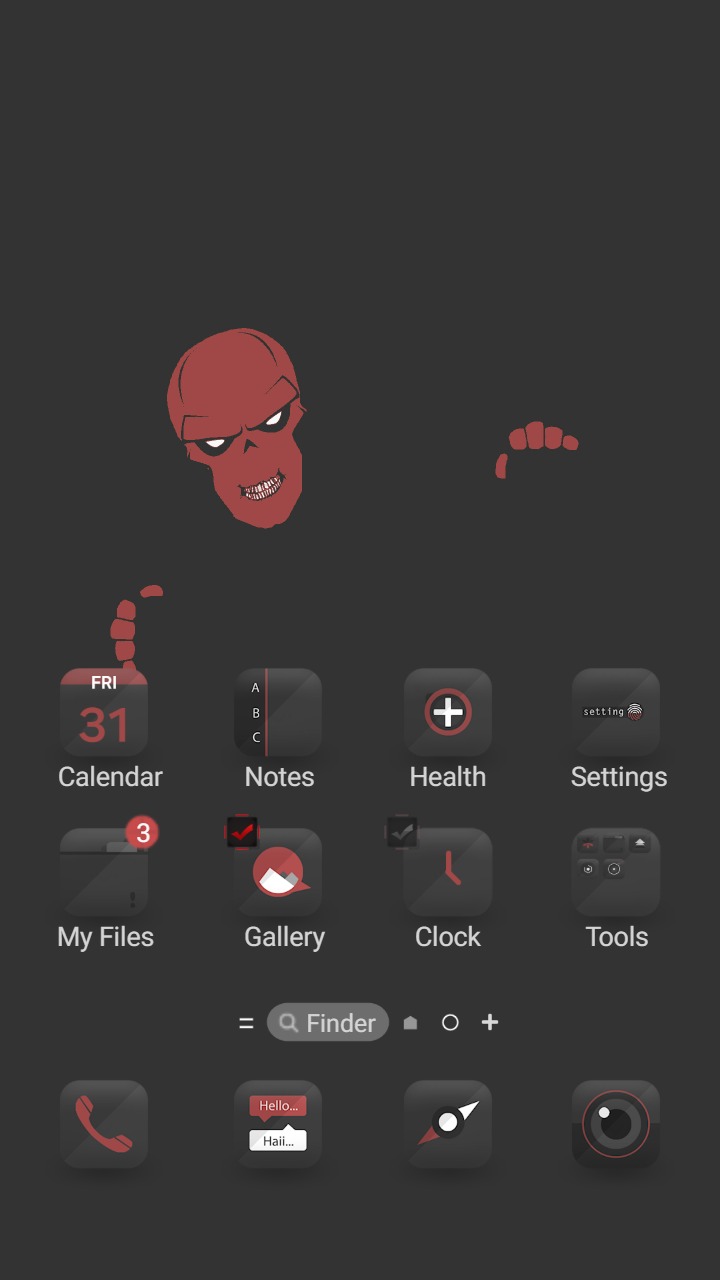 FRI
31
A
B
C
setting
Calendar
Notes
Health
Settings
3
My Files
Gallery
Clock
Tools
Finder
Hello...
Haii...